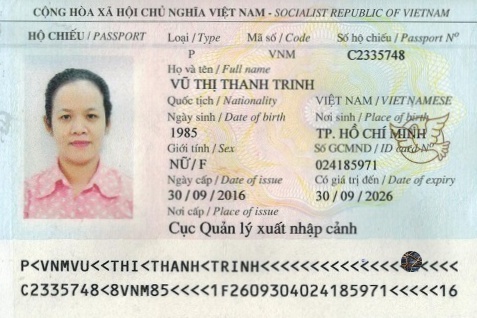 CỘNG HÒA XÃ HỘI CHỦ NGHĨA VIỆT NAM - SOCIALIST REPUBLIC OF VIETNAM
HỘ CHIẾU / PASSPORT Loại / Type Mã số / Code Số hộ chiếu / Passport Nº
P VNM C2335748
Họ và tên / Full name
VŨ THỊ THANH TRINH
Quốc tịch / Nationality VIỆT NAM / VIETNAMESE
Ngày sinh / Date of birth Nơi sinh / Place of birth
1985 TP. HỒ CHÍ MINH
Giới tính / Sex Số GCMND / ID card Nº
NỮ / F 024185971
Ngày cấp / Date of issue Có giá trị đến / Date of expiry
30 / 09 / 2016 30 / 09 / 2026
Nơi cấp / Place of issue
Cục Quản lý xuất nhập cảnh
P<VNMVU<<THI<THANH<TRINH<<<<<<<<<<<<<<<<<<<<
C2335748<8VNM85<<<<1F2609304024185971<<<<<16